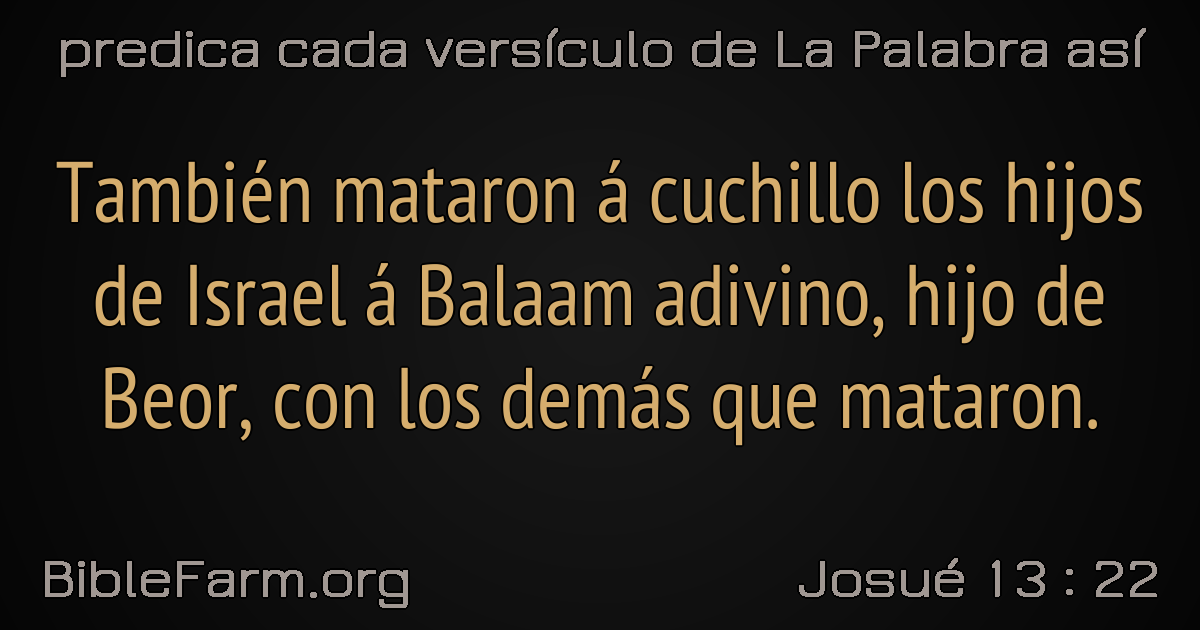 predica cada versículo de La Palabra así
También mataron á cuchillo los hijos
de Israel á Balaam adivino, hijo de
Beor, con los demás que mataron.
BibleFarm.org
Josué 13 : 22